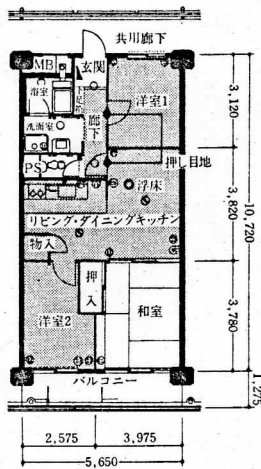 共用廊下
MB
玄関
浴室
下足入
洋室1
洗面室
廊下
PS
押し目地
浮床
リビング・ダイニングキッチン
物入
押入
和室
洋室2
バルコニー
3,120
3,820
10,720
3,780
1,275
2,575
3,975
5,650